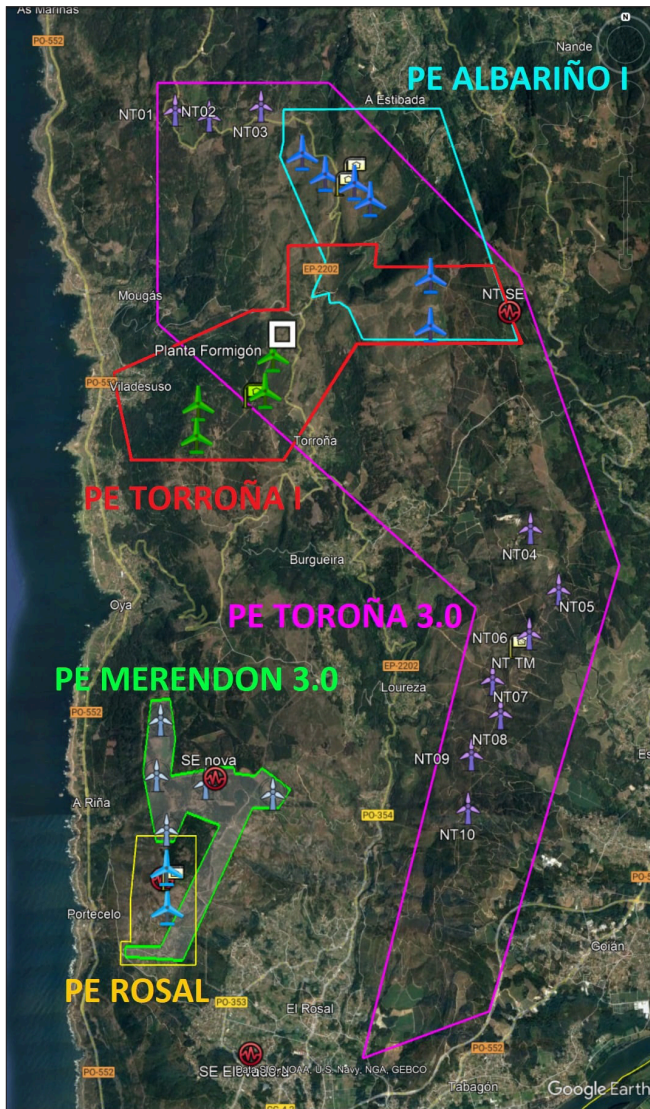 As Mariñas
PO-552
N
Nande
PE ALBARIÑO I
A Estibada
NT01
NT02
NT03
EP-2202
NT SE
Mougás
Planta Formigón
Viladesuso
Torroña
PE TORROÑA I
NT04
Burgueira
NT05
Oya
PE TOROÑA 3.0
NT06
NT TM
EP-2202
PE MERENDON 3.0
Loureza
NT07
PO-552
NT08
NT09
SE nova
A Riña
PO-354
NT10
Portecelo
Goián
PE ROSAL
PO-353
El Rosal
PO-552
SE Elevadora
Data SIO, NOAA, U.S. Navy, NGA, GEBCO
PO-552
Tabagón
Google Earth